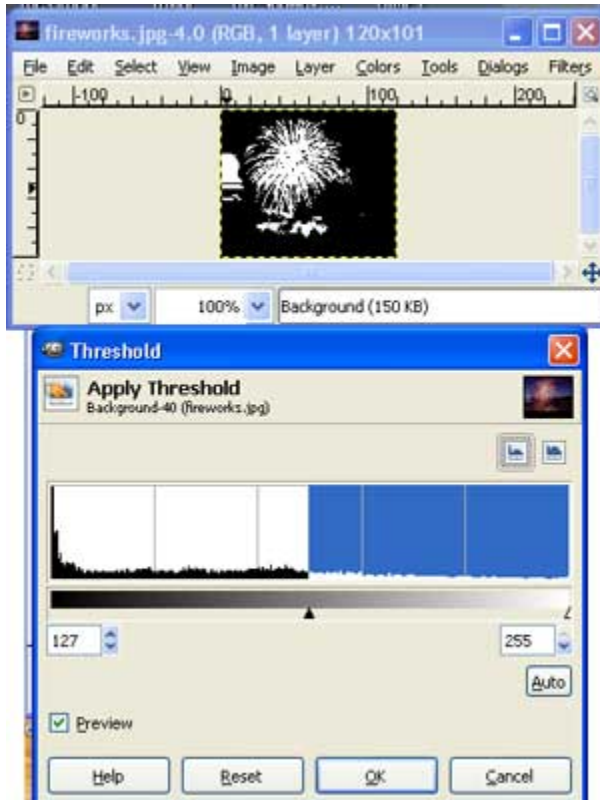 fireworks.jpg-4.0 (RGB, 1 layer) 120x101
File Edit Select View Image Layer Colors Tools Dialogs Filters
-100 0 100 200
0
px 100% Background (150 KB)
Threshold
Apply Threshold
Background-40 (fireworks.jpg)
127 255
Auto
Preview
Help Reset OK Cancel